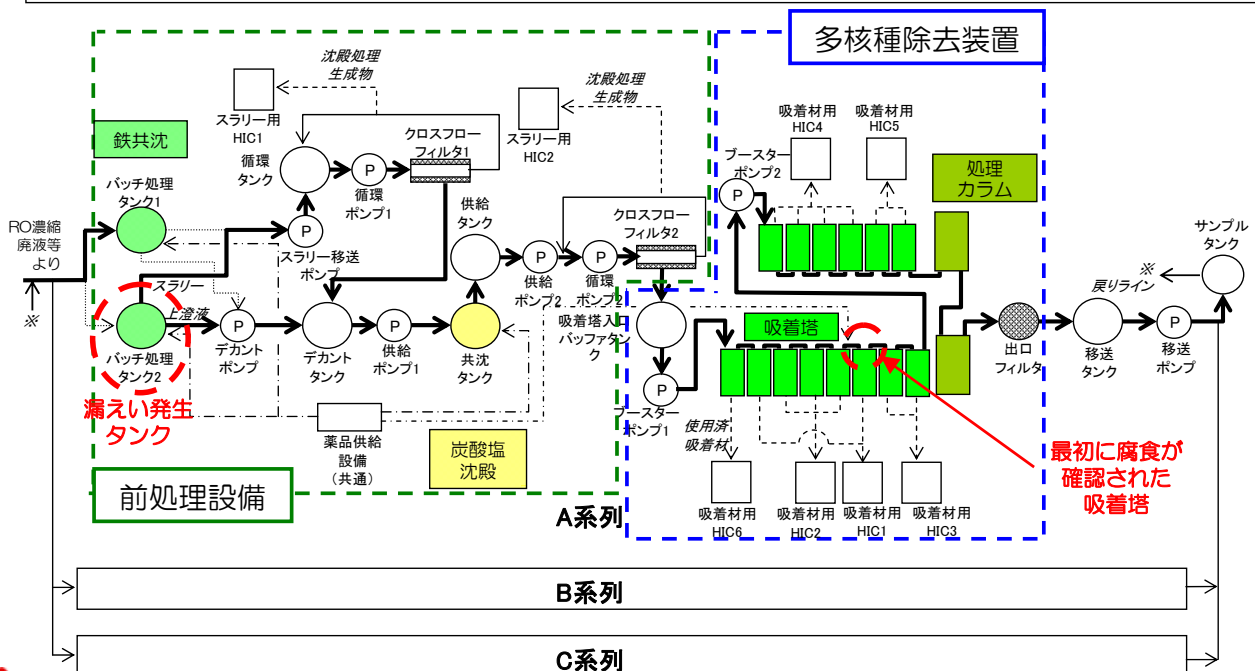 多核種除去装置
沈殿処理
生成物
沈殿処理
生成物
スラリー用
HIC1
スラリー用
HIC2
吸着材用
HIC4
吸着材用
HIC5
鉄共沈
循環
タンク
P
循環
ポンプ1
クロスフロー
フィルタ1
ブースター
ポンプ2
P
処理
カラム
バッチ処理
タンク1
RO濃縮
廃液等
より
※
P
スラリー移送
ポンプ
供給
タンク
P
供給
ポンプ2
P
循環
ポンプ2
クロスフロー
フィルタ2
サンプル
タンク
※
戻りライン
スラリー
上澄液
バッチ処理
タンク2
P
デカント
ポンプ
デカント
タンク
P
供給
ポンプ1
共沈
タンク
吸着塔入口
バッファタン
ク
吸着塔
出口
フィルタ
移送
タンク
P
移送
ポンプ
漏えい発生
タンク
P
ブースター
ポンプ1
薬品供給
設備
(共通)
炭酸塩
沈殿
使用済
吸着材
最初に腐食が
確認された
吸着塔
前処理設備
A系列
吸着材用
HIC6
吸着材用
HIC2
吸着材用
HIC1
吸着材用
HIC3
B系列
C系列